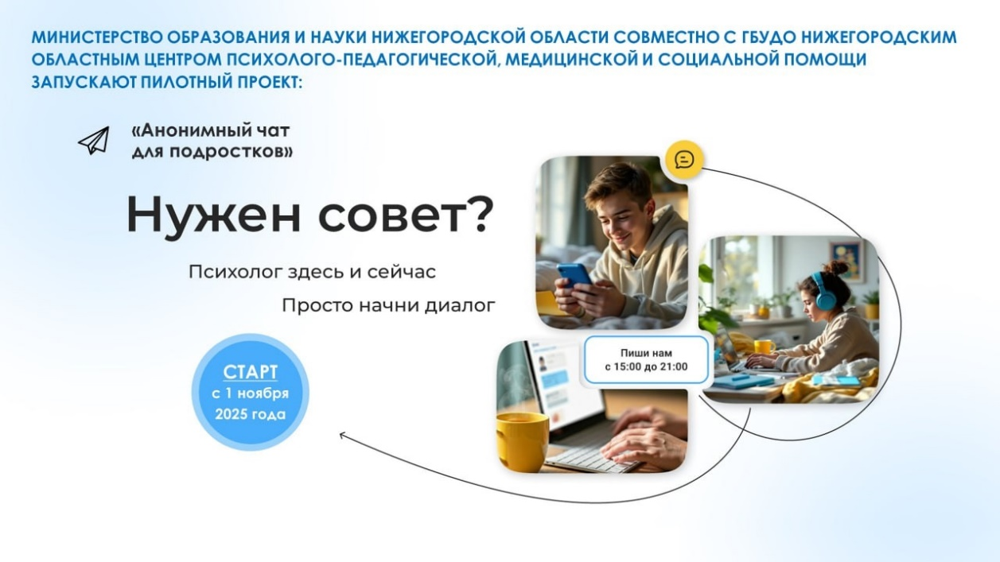 МИНИСТЕРСТВО ОБРАЗОВАНИЯ И НАУКИ НИЖЕГОРОДСКОЙ ОБЛАСТИ СОВМЕСТНО С ГБУДО НИЖЕГОРОДСКИМ
ОБЛАСТНЫМ ЦЕНТРОМ ПСИХОЛОГО-ПЕДАГОГИЧЕСКОЙ, МЕДИЦИНСКОЙ И СОЦИАЛЬНОЙ ПОМОЩИ
ЗАПУСКАЮТ ПИЛОТНЫЙ ПРОЕКТ:
«Анонимный чат
для подростков»
Нужен совет?
Психолог здесь и сейчас
Просто начни диалог
СТАРТ
с 1 ноября
2025 года
Пиши нам
с 15:00 до 21:00